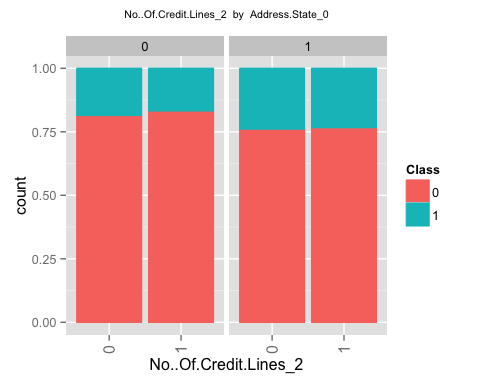 No..Of.Credit.Lines_2 by Address.State_0
0 1
1.00
0.75
0.50
0.25
0.00
count
0 1 0 1
No..Of.Credit.Lines_2
Class
0
1